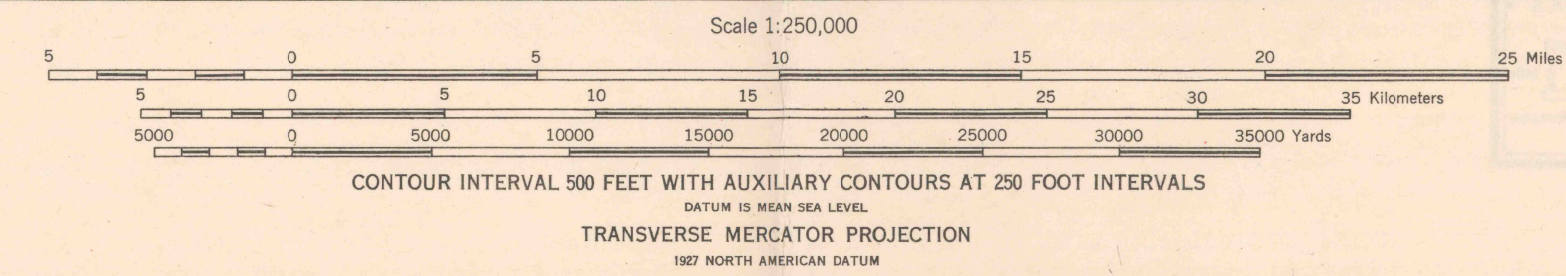 Scale 1:250,000
5 0 5 10 15 20 25 Miles
5 0 5 10 15 20 25 30 35 Kilometers
5000 0 5000 10000 15000 20000 25000 30000 35000 Yards
CONTOUR INTERVAL 500 FEET WITH AUXILIARY CONTOURS AT 250 FOOT INTERVALS
DATUM IS MEAN SEA LEVEL
TRANSVERSE MERCATOR PROJECTION
1927 NORTH AMERICAN DATUM